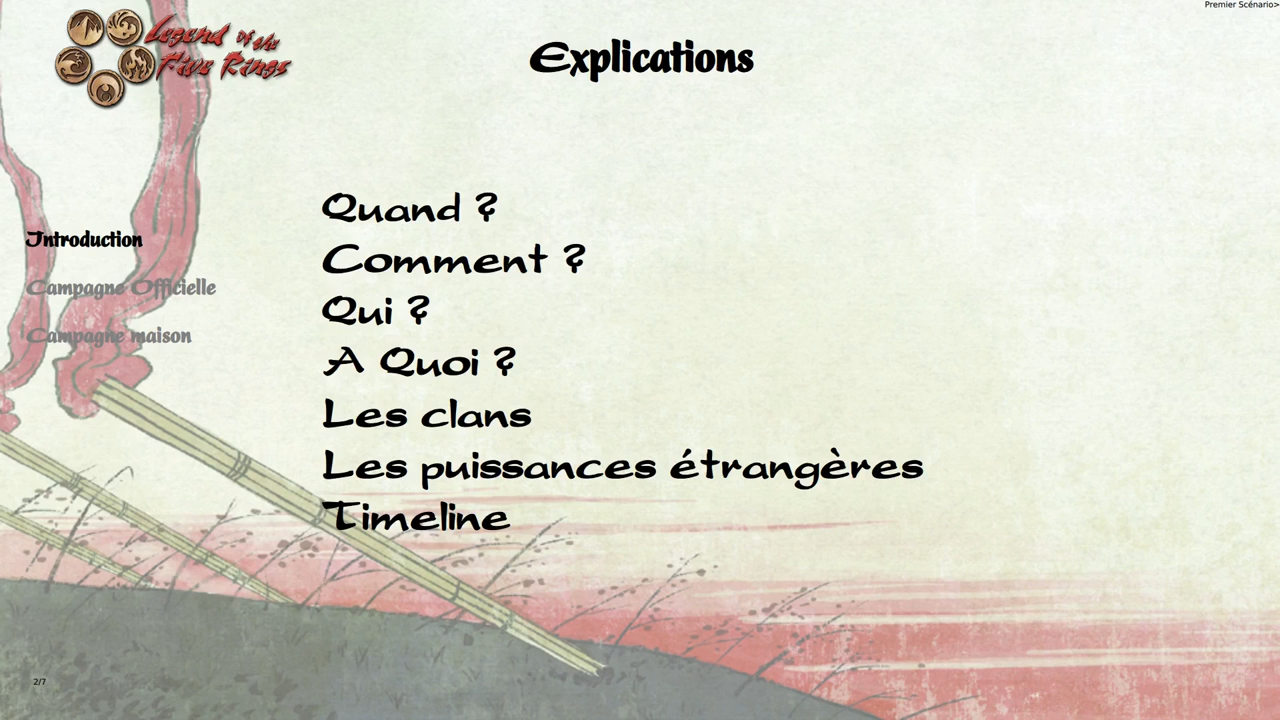 Premier Scénario>
Legend Of the
Five Rings
Explications
Introduction
Campagne Officielle
Campagne maison
Quand ?
Comment ?
Qui ?
A Quoi ?
Les clans
Les puissances étrangères
Timeline
2/7